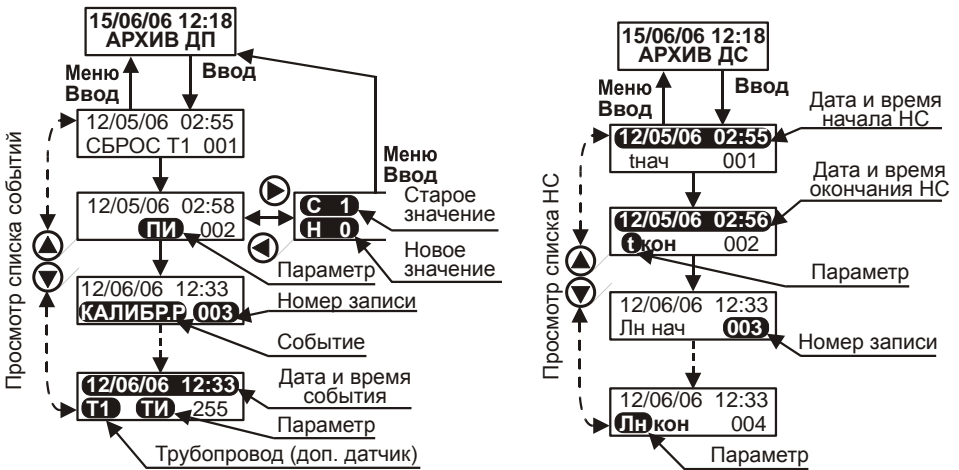 15/06/06 12:18
АРХИВ ДП
Меню
Ввод
Ввод
12/05/06 02:55
СБРОС Т1 001
Меню
Ввод
12/05/06 02:58
ПИ 002
С 1
Н 0
Старое
значение
Новое
значение
Параметр
12/06/06 12:33
КАЛИБР.Р 003
Номер записи
Событие
12/06/06 12:33
Т1 ТИ 255
Дата и время
события
Параметр
Трубопровод (доп. датчик)
Просмотр списка событий
15/06/06 12:18
АРХИВ ДС
Меню
Ввод
Ввод
12/05/06 02:55
tнач 001
Дата и время
начала НС
12/05/06 02:56
tкон 002
Дата и время
окончания НС
Параметр
12/06/06 12:33
Лн нач 003
Номер записи
12/06/06 12:33
Лн кон 004
Параметр
Просмотр списка НС